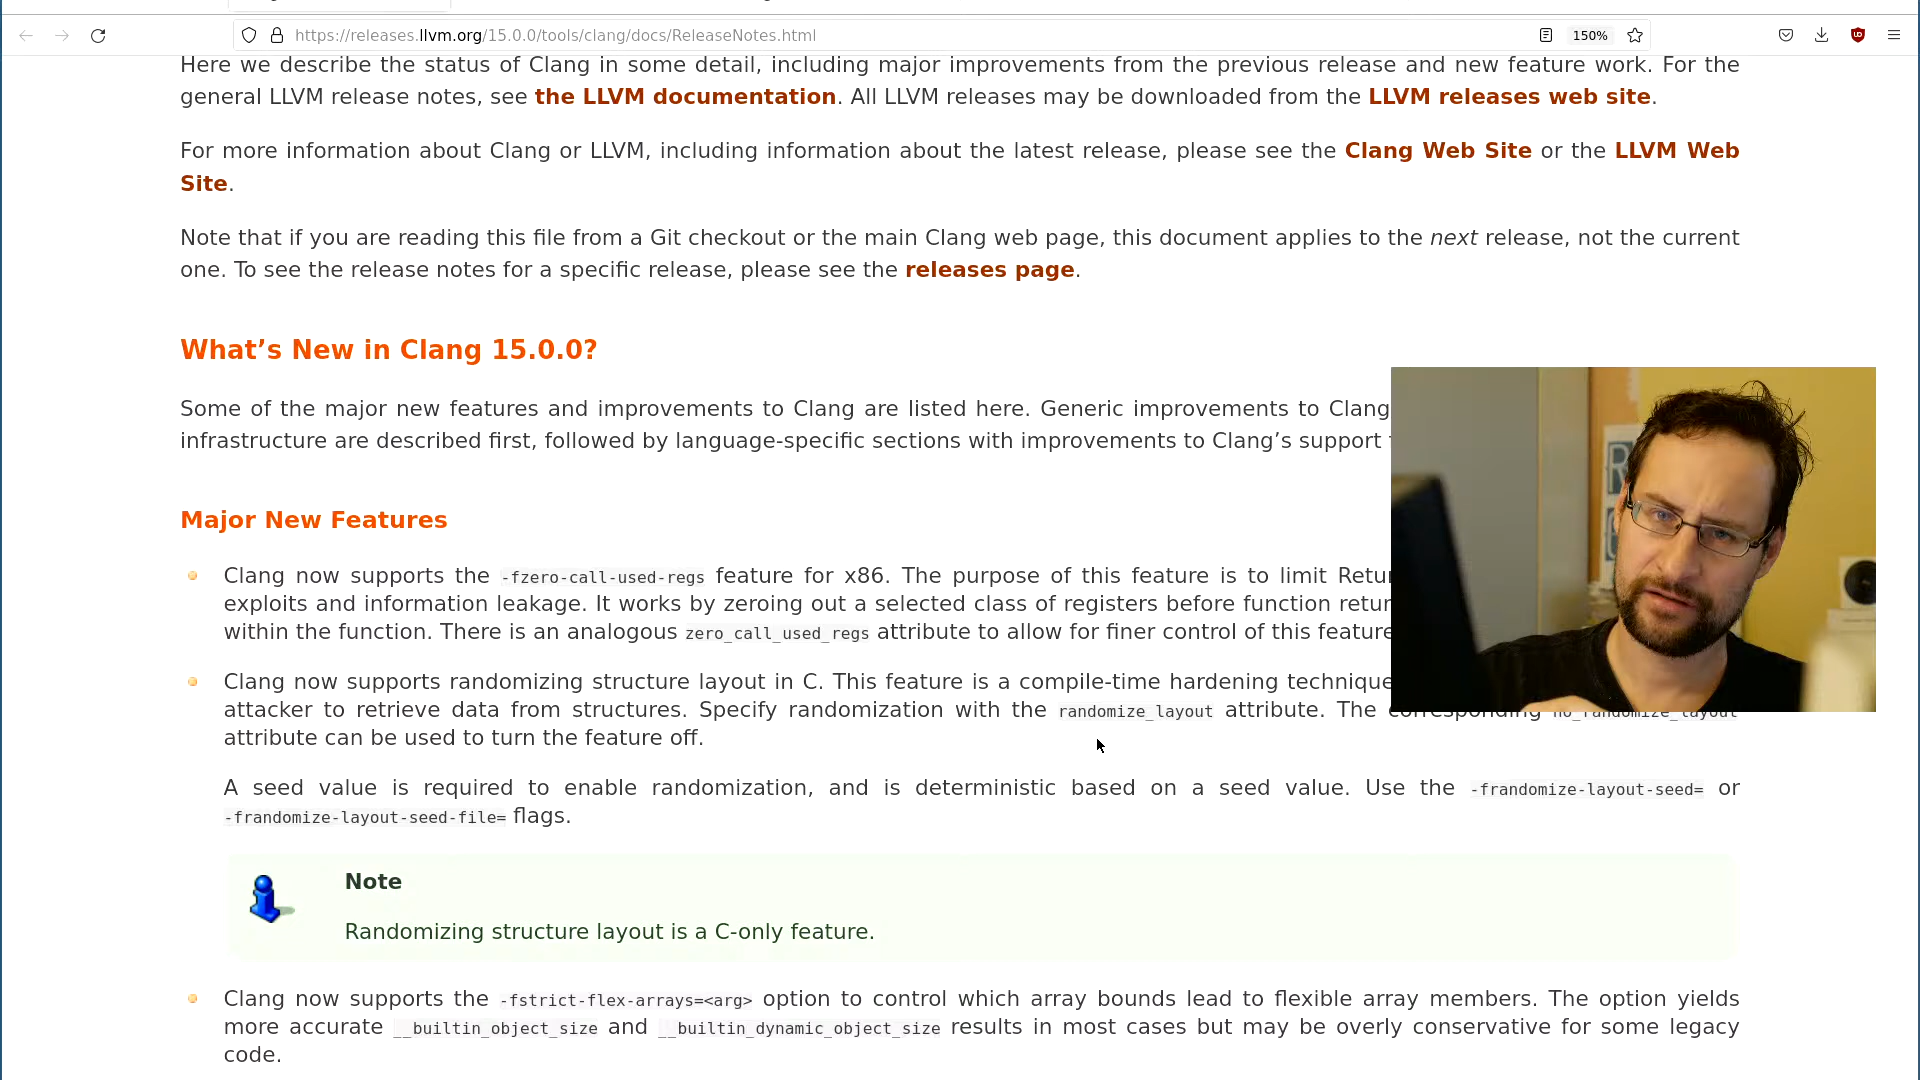 https://releases.llvm.org/15.0.0/tools/clang/docs/ReleaseNotes.html
150%
Here we describe the status of Clang in some detail, including major improvements from the previous release and new feature work. For the
general LLVM release notes, see the LLVM documentation. All LLVM releases may be downloaded from the LLVM releases web site.
For more information about Clang or LLVM, including information about the latest release, please see the Clang Web Site or the LLVM Web
Site.
Note that if you are reading this file from a Git checkout or the main Clang web page, this document applies to the next release, not the current
one. To see the release notes for a specific release, please see the releases page.
What’s New in Clang 15.0.0?
Some of the major new features and improvements to Clang are listed here. Generic improvements to Clang
infrastructure are described first, followed by language-specific sections with improvements to Clang’s support
Major New Features
Clang now supports the -fzero-call-used-regs feature for x86. The purpose of this feature is to limit
exploits and information leakage. It works by zeroing out a selected class of registers before function
within the function. There is an analogous zero_call_used_regs attribute to allow for finer control of this feature
Clang now supports randomizing structure layout in C. This feature is a compile-time hardening technique
attacker to retrieve data from structures. Specify randomization with the randomize_layout attribute. The corresponding no_randomize_layout
attribute can be used to turn the feature off.
A seed value is required to enable randomization, and is deterministic based on a seed value. Use the -frandomize-layout-seed= or
-frandomize-layout-seed-file= flags.
Note
Randomizing structure layout is a C-only feature.
Clang now supports the -fstrict-flex-arrays=<arg> option to control which array bounds lead to flexible array members. The option yields
more accurate __builtin_object_size and __builtin_dynamic_object_size results in most cases but may be overly conservative for some legacy
code.